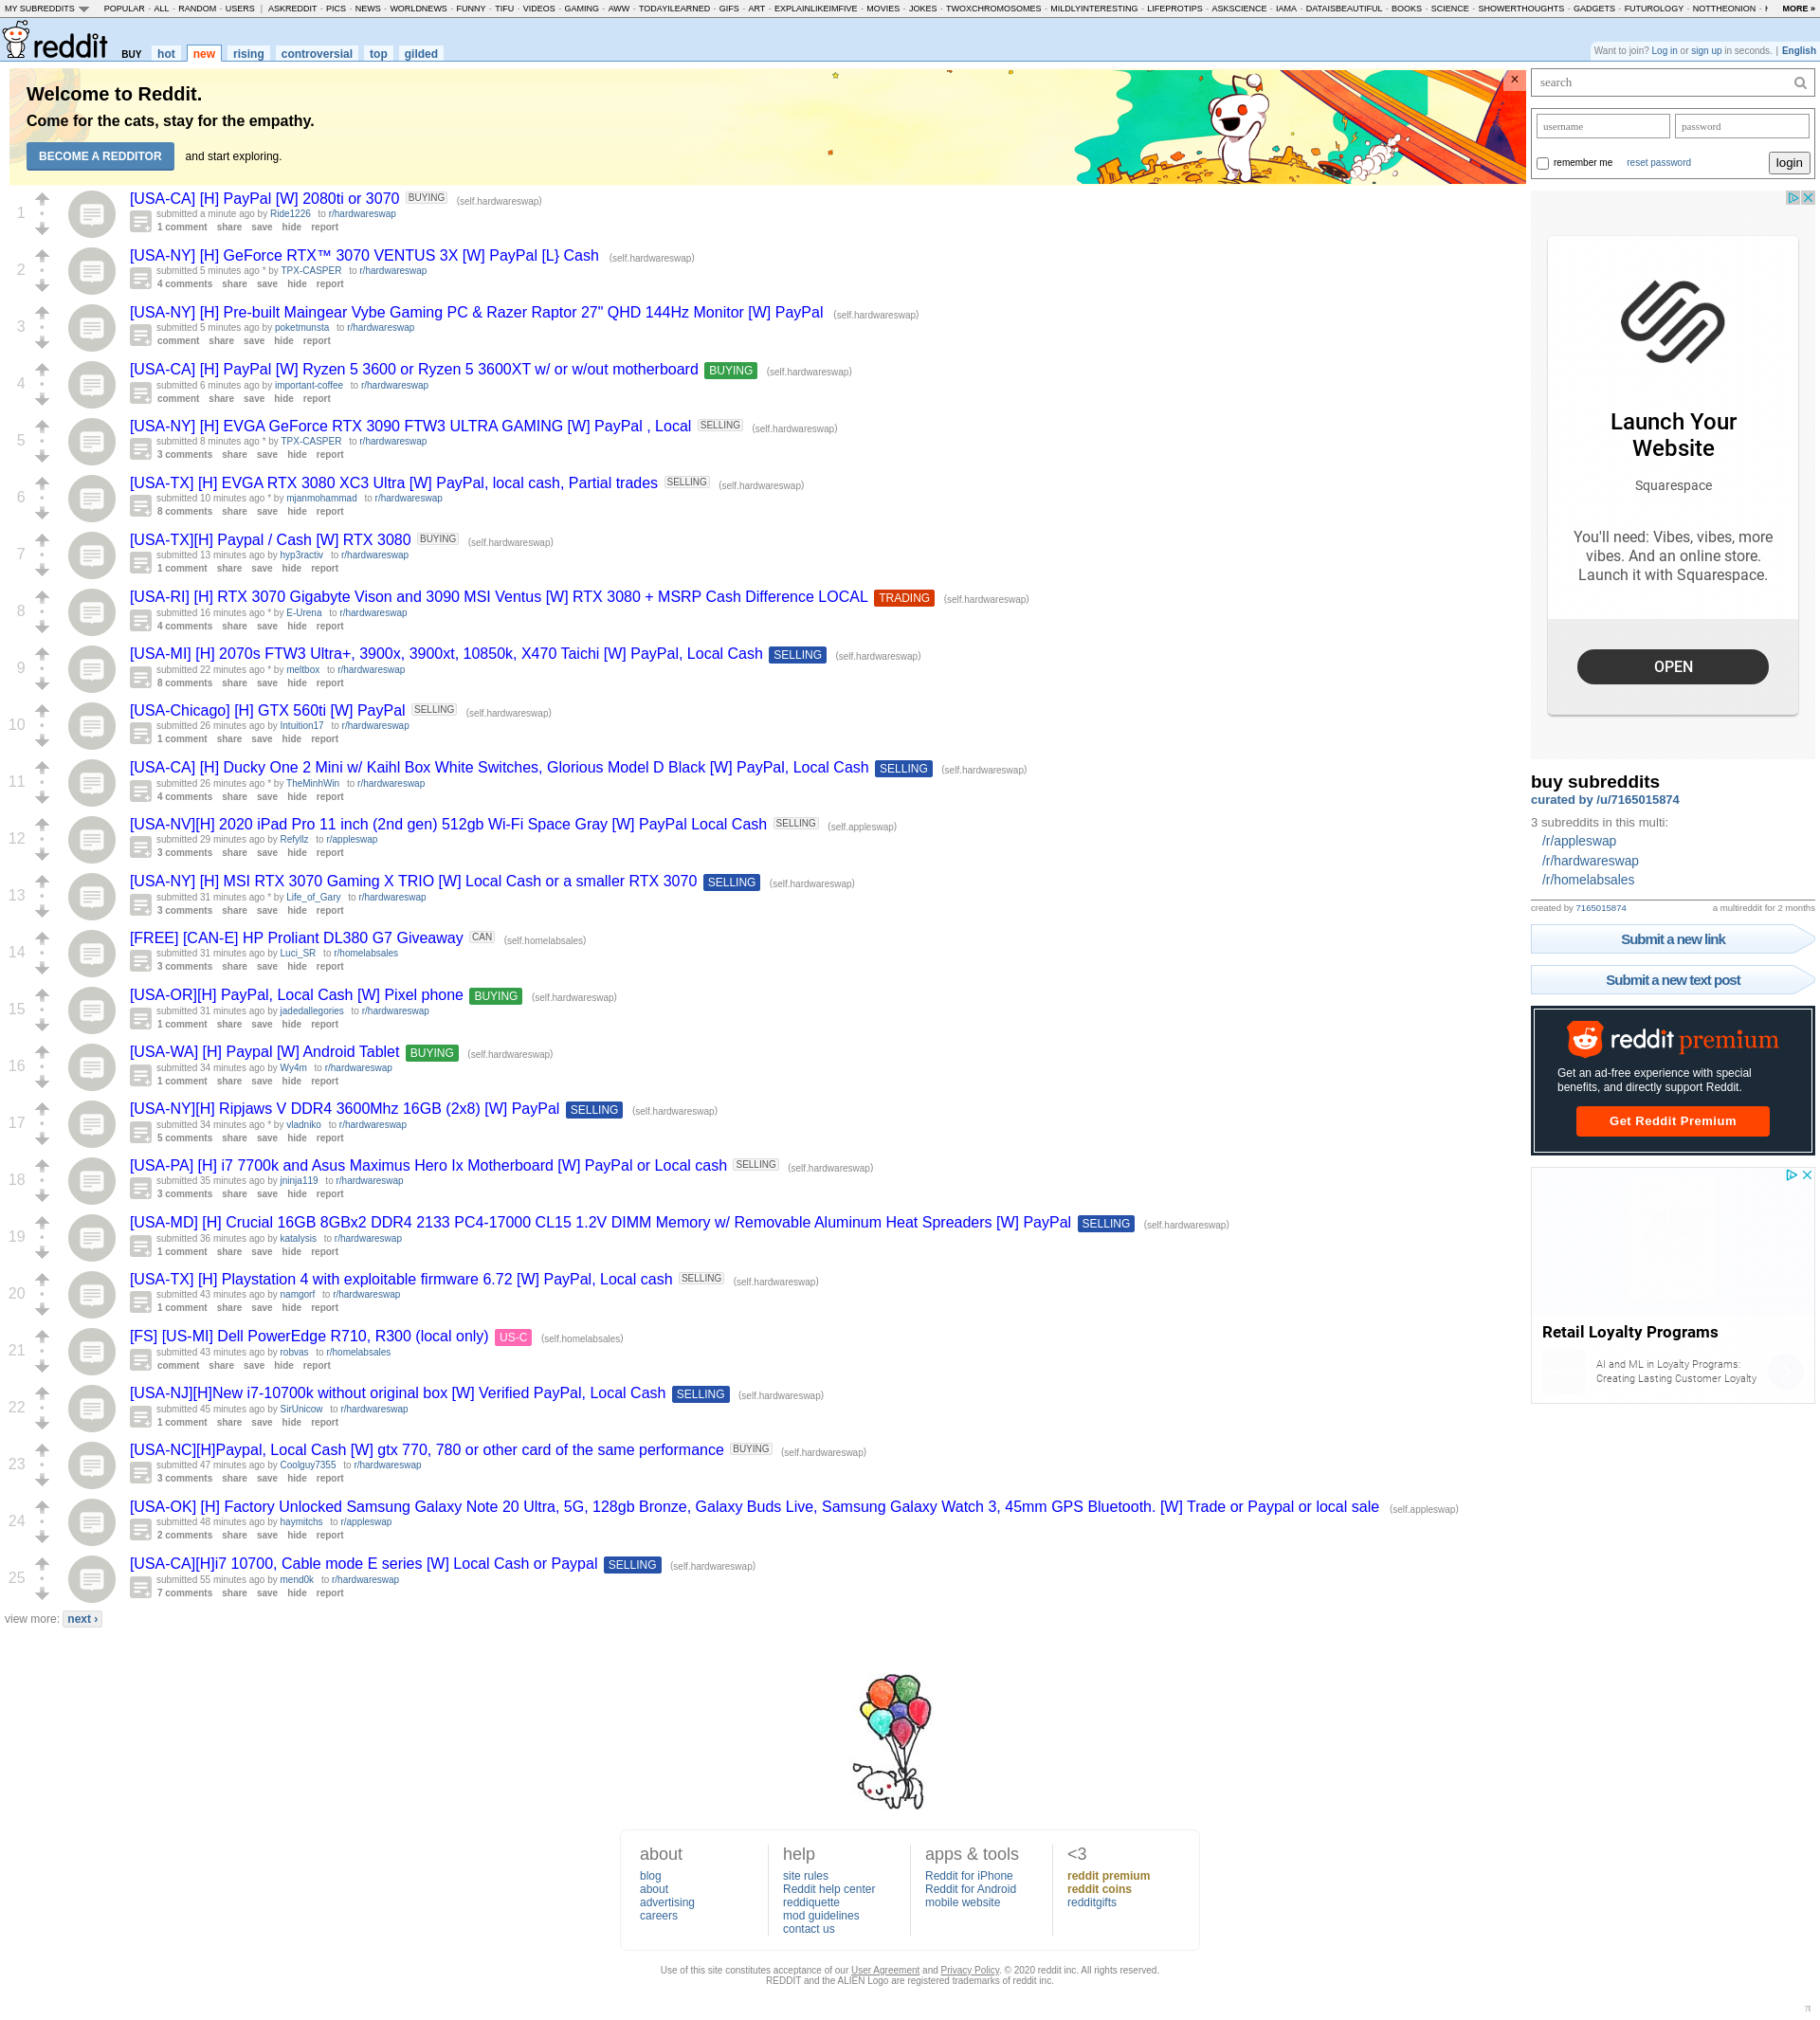 MY SUBREDDITS POPULAR - ALL - RANDOM - USERS | ASKREDDIT - PICS - NEWS - WORLDNEWS - FUNNY - TIFU - VIDEOS - GAMING - AWW - TODAYILEARNED - GIFS - ART - EXPLAINLIKEIMFIVE - MOVIES - JOKES - TWOXCHROMOSOMES - MILDLYINTERESTING - LIFEPROTIPS - ASKSCIENCE - IAMA - DATAISBEAUTIFUL - BOOKS - SCIENCE - SHOWERTHOUGHTS - GADGETS - FUTUROLOGY - NOTTHEONION - MORE »
reddit BUY hot new rising controversial top gilded
Want to join? Log in or sign up in seconds. | English
Welcome to Reddit.
Come for the cats, stay for the empathy.
BECOME A REDDITOR and start exploring.
×
1
[USA-CA] [H] PayPal [W] 2080ti or 3070 BUYING (self.hardwareswap)
submitted a minute ago by Ride1226 to r/hardwareswap
1 comment share save hide report
2
[USA-NY] [H] GeForce RTX™ 3070 VENTUS 3X [W] PayPal [L} Cash (self.hardwareswap)
submitted 5 minutes ago * by TPX-CASPER to r/hardwareswap
4 comments share save hide report
3
[USA-NY] [H] Pre-built Maingear Vybe Gaming PC & Razer Raptor 27" QHD 144Hz Monitor [W] PayPal (self.hardwareswap)
submitted 5 minutes ago by poketmunsta to r/hardwareswap
comment share save hide report
4
[USA-CA] [H] PayPal [W] Ryzen 5 3600 or Ryzen 5 3600XT w/ or w/out motherboard BUYING (self.hardwareswap)
submitted 6 minutes ago by important-coffee to r/hardwareswap
comment share save hide report
5
[USA-NY] [H] EVGA GeForce RTX 3090 FTW3 ULTRA GAMING [W] PayPal , Local SELLING (self.hardwareswap)
submitted 8 minutes ago * by TPX-CASPER to r/hardwareswap
3 comments share save hide report
6
[USA-TX] [H] EVGA RTX 3080 XC3 Ultra [W] PayPal, local cash, Partial trades SELLING (self.hardwareswap)
submitted 10 minutes ago * by mjanmohammad to r/hardwareswap
8 comments share save hide report
7
[USA-TX][H] Paypal / Cash [W] RTX 3080 BUYING (self.hardwareswap)
submitted 13 minutes ago by hyp3ractiv to r/hardwareswap
1 comment share save hide report
8
[USA-RI] [H] RTX 3070 Gigabyte Vison and 3090 MSI Ventus [W] RTX 3080 + MSRP Cash Difference LOCAL TRADING (self.hardwareswap)
submitted 16 minutes ago * by E-Urena to r/hardwareswap
4 comments share save hide report
9
[USA-MI] [H] 2070s FTW3 Ultra+, 3900x, 3900xt, 10850k, X470 Taichi [W] PayPal, Local Cash SELLING (self.hardwareswap)
submitted 22 minutes ago * by meltbox to r/hardwareswap
8 comments share save hide report
10
[USA-Chicago] [H] GTX 560ti [W] PayPal SELLING (self.hardwareswap)
submitted 26 minutes ago by Intuition17 to r/hardwareswap
1 comment share save hide report
11
[USA-CA] [H] Ducky One 2 Mini w/ Kaihl Box White Switches, Glorious Model D Black [W] PayPal, Local Cash SELLING (self.hardwareswap)
submitted 26 minutes ago * by TheMinhWin to r/hardwareswap
4 comments share save hide report
12
[USA-NV][H] 2020 iPad Pro 11 inch (2nd gen) 512gb Wi-Fi Space Gray [W] PayPal Local Cash SELLING (self.appleswap)
submitted 29 minutes ago by Refyllz to r/appleswap
3 comments share save hide report
13
[USA-NY] [H] MSI RTX 3070 Gaming X TRIO [W] Local Cash or a smaller RTX 3070 SELLING (self.hardwareswap)
submitted 31 minutes ago * by Life_of_Gary to r/hardwareswap
3 comments share save hide report
14
[FREE] [CAN-E] HP Proliant DL380 G7 Giveaway CAN (self.homelabsales)
submitted 31 minutes ago by Luci_SR to r/homelabsales
3 comments share save hide report
15
[USA-OR][H] PayPal, Local Cash [W] Pixel phone BUYING (self.hardwareswap)
submitted 31 minutes ago by jadedallegories to r/hardwareswap
1 comment share save hide report
16
[USA-WA] [H] Paypal [W] Android Tablet BUYING (self.hardwareswap)
submitted 34 minutes ago by Wy4m to r/hardwareswap
1 comment share save hide report
17
[USA-NY][H] Ripjaws V DDR4 3600Mhz 16GB (2x8) [W] PayPal SELLING (self.hardwareswap)
submitted 34 minutes ago * by vladniko to r/hardwareswap
5 comments share save hide report
18
[USA-PA] [H] i7 7700k and Asus Maximus Hero Ix Motherboard [W] PayPal or Local cash SELLING (self.hardwareswap)
submitted 35 minutes ago by jninja119 to r/hardwareswap
3 comments share save hide report
19
[USA-MD] [H] Crucial 16GB 8GBx2 DDR4 2133 PC4-17000 CL15 1.2V DIMM Memory w/ Removable Aluminum Heat Spreaders [W] PayPal SELLING (self.hardwareswap)
submitted 36 minutes ago by katalysis to r/hardwareswap
1 comment share save hide report
20
[USA-TX] [H] Playstation 4 with exploitable firmware 6.72 [W] PayPal, Local cash SELLING (self.hardwareswap)
submitted 43 minutes ago by namgorf to r/hardwareswap
1 comment share save hide report
21
[FS] [US-MI] Dell PowerEdge R710, R300 (local only) US-C (self.homelabsales)
submitted 43 minutes ago by robvas to r/homelabsales
comment share save hide report
22
[USA-NJ][H]New i7-10700k without original box [W] Verified PayPal, Local Cash SELLING (self.hardwareswap)
submitted 45 minutes ago by SirUnicow to r/hardwareswap
1 comment share save hide report
23
[USA-NC][H]Paypal, Local Cash [W] gtx 770, 780 or other card of the same performance BUYING (self.hardwareswap)
submitted 47 minutes ago by Coolguy7355 to r/hardwareswap
3 comments share save hide report
24
[USA-OK] [H] Factory Unlocked Samsung Galaxy Note 20 Ultra, 5G, 128gb Bronze, Galaxy Buds Live, Samsung Galaxy Watch 3, 45mm GPS Bluetooth. [W] Trade or Paypal or local sale (self.appleswap)
submitted 48 minutes ago by haymitchs to r/appleswap
2 comments share save hide report
25
[USA-CA][H]i7 10700, Cable mode E series [W] Local Cash or Paypal SELLING (self.hardwareswap)
submitted 55 minutes ago by mend0k to r/hardwareswap
7 comments share save hide report
view more: next ›
search
username password
remember me reset password login
Launch Your
Website
Squarespace
You'll need: Vibes, vibes, more
vibes. And an online store.
Launch it with Squarespace.
OPEN
buy subreddits
curated by /u/7165015874
3 subreddits in this multi:
/r/appleswap
/r/hardwareswap
/r/homelabsales
created by 7165015874 a multireddit for 2 months
Submit a new link
Submit a new text post
reddit premium
Get an ad-free experience with special
benefits, and directly support Reddit.
Get Reddit Premium
Retail Loyalty Programs
AI and ML in Loyalty Programs:
Creating Lasting Customer Loyalty
about
blog
about
advertising
careers
help
site rules
Reddit help center
reddiquette
mod guidelines
contact us
apps & tools
Reddit for iPhone
Reddit for Android
mobile website
<3
reddit premium
reddit coins
redditgifts
Use of this site constitutes acceptance of our User Agreement and Privacy Policy. © 2020 reddit inc. All rights reserved.
REDDIT and the ALIEN Logo are registered trademarks of reddit inc.
π